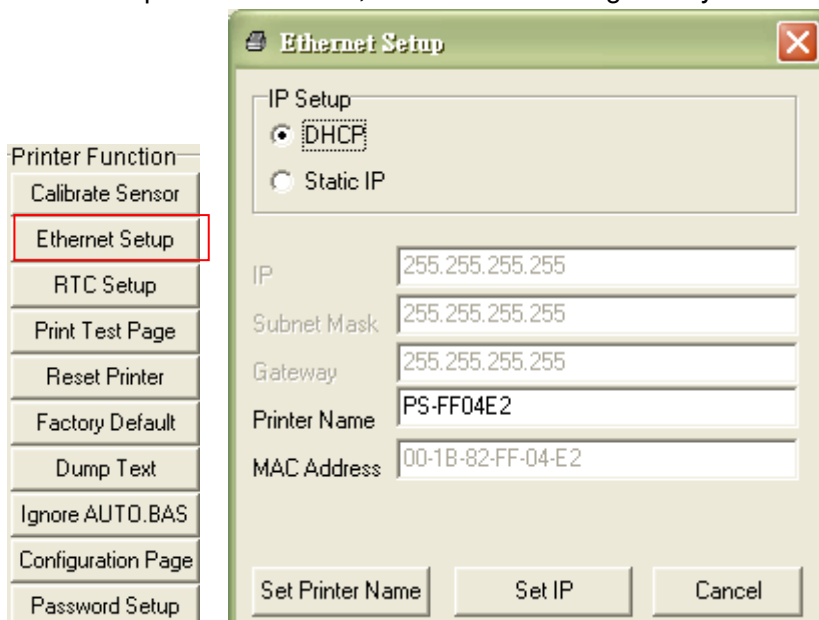 Printer Function
Calibrate Sensor
Ethernet Setup
RTC Setup
Print Test Page
Reset Printer
Factory Default
Dump Text
Ignore AUTO.BAS
Configuration Page
Password Setup
Ethernet Setup
IP Setup
DHCP
Static IP
IP 255.255.255.255
Subnet Mask 255.255.255.255
Gateway 255.255.255.255
Printer Name PS-FF04E2
MAC Address 00-1B-82-FF-04-E2
Set Printer Name Set IP Cancel